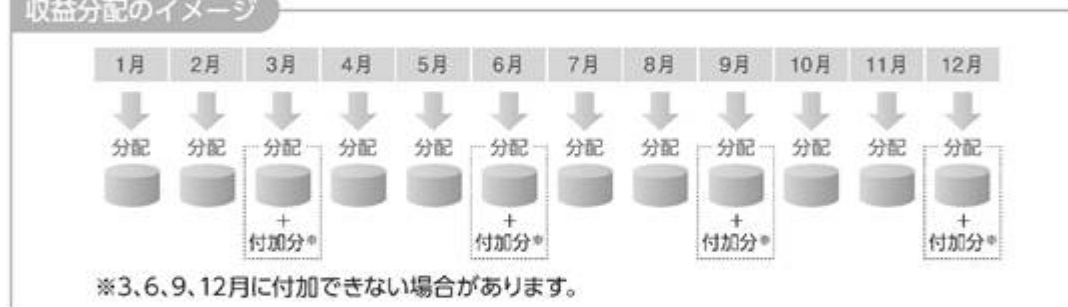 収益分配のイメージ
1月 2月 3月 4月 5月 6月 7月 8月 9月 10月 11月 12月
分配 分配 分配 分配 分配 分配 分配 分配 分配 分配 分配 分配
+ + + +
付加分※ 付加分※ 付加分※ 付加分※
※3、6、9、12月に付加できない場合があります。